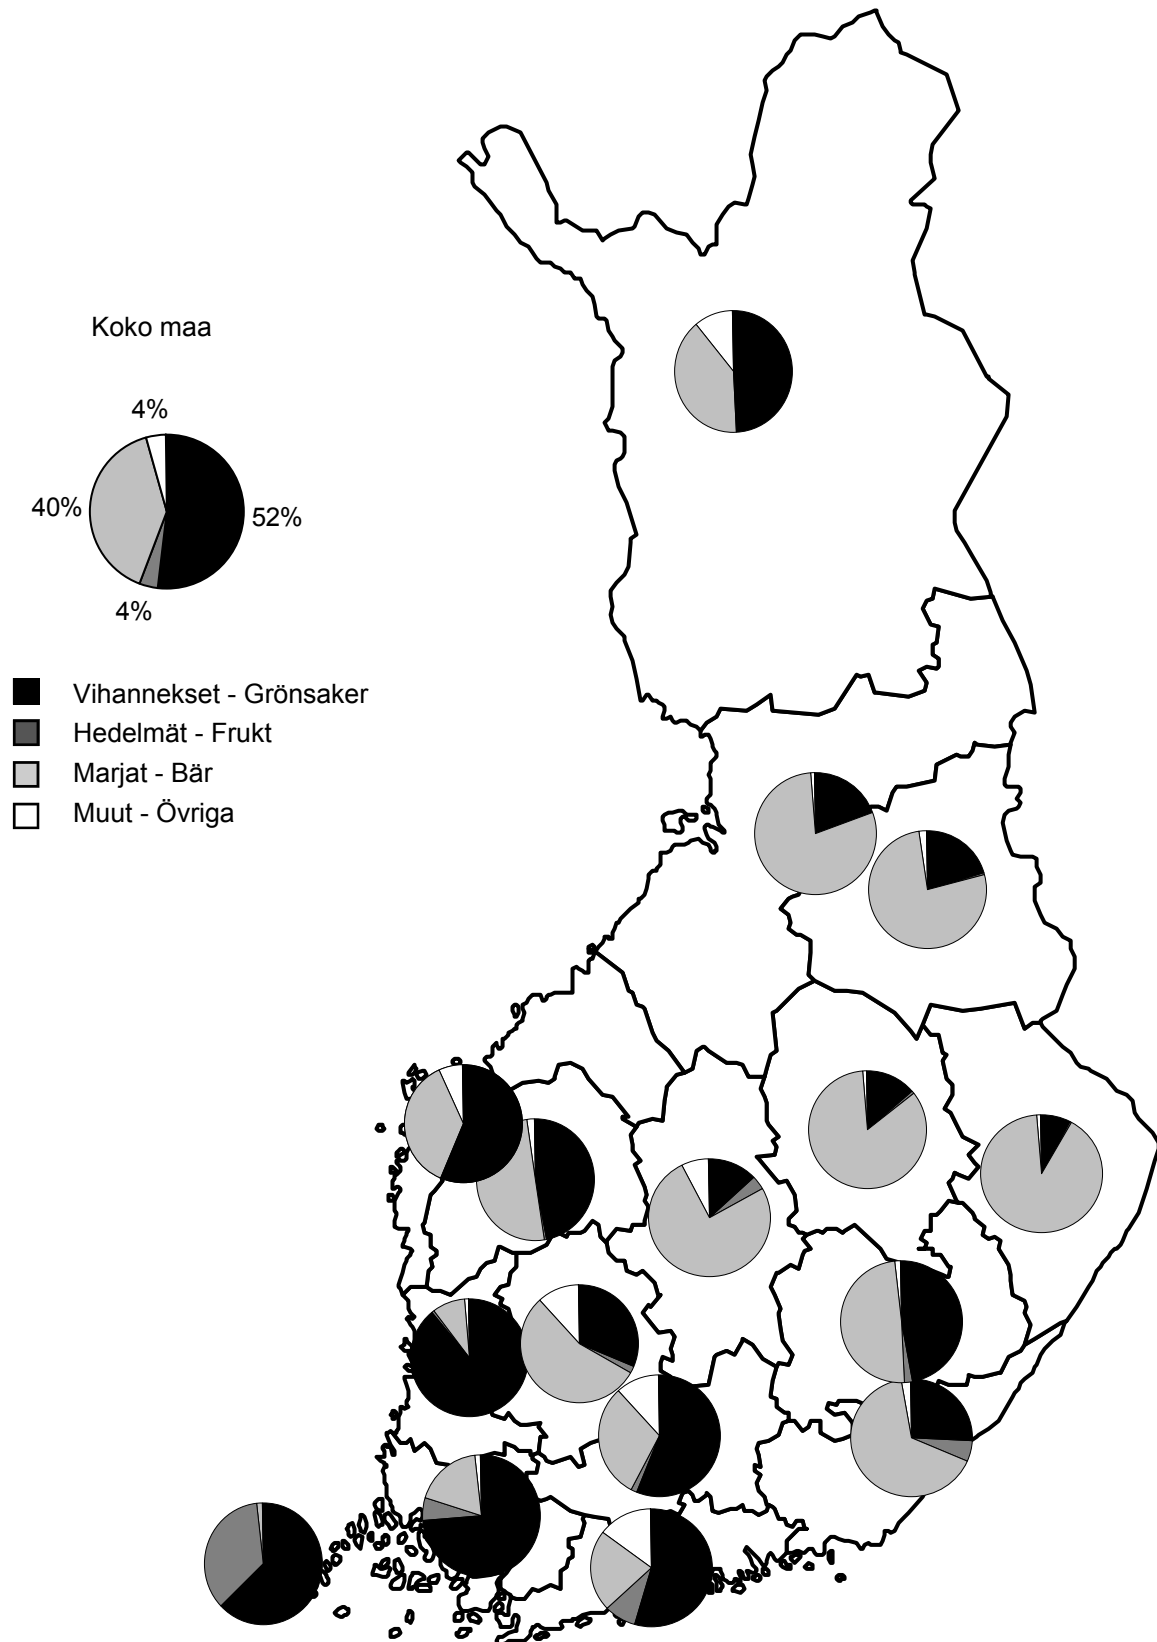 Koko maa
4%
40%
52%
4%
Vihannekset - Grönsaker
Hedelmät - Frukt
Marjat - Bär
Muut - Övriga